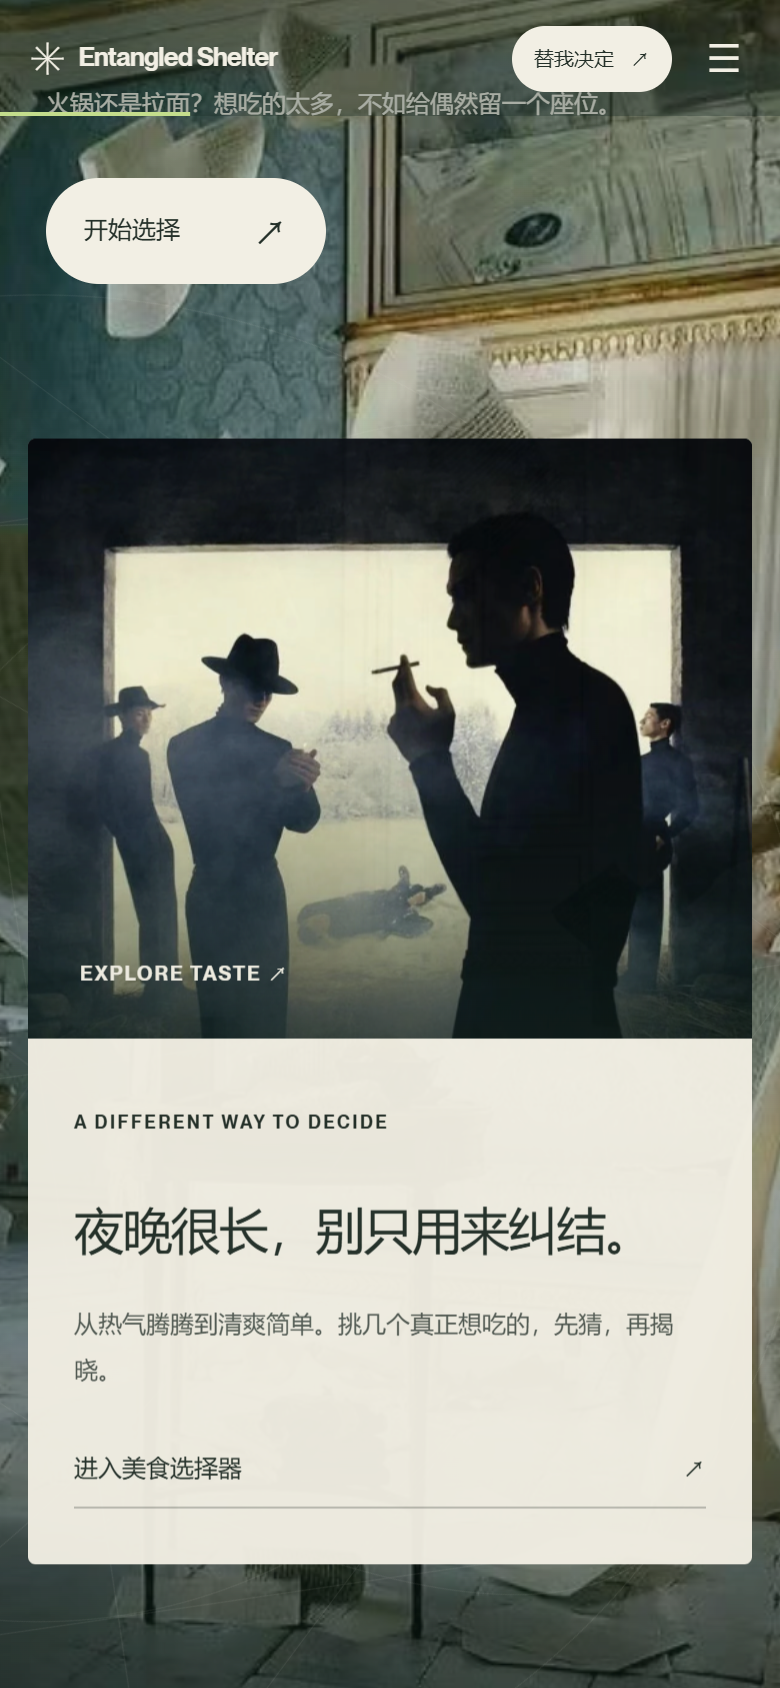 Entangled Shelter
替我决定 ↗
火锅还是拉面？想吃的太多，不如给偶然留一个座位。
开始选择 ↗
EXPLORE TASTE ↗
A DIFFERENT WAY TO DECIDE
夜晚很长，别只用来纠结。
从热气腾腾到清爽简单。挑几个真正想吃的，先猜，再揭
晓。
进入美食选择器 ↗